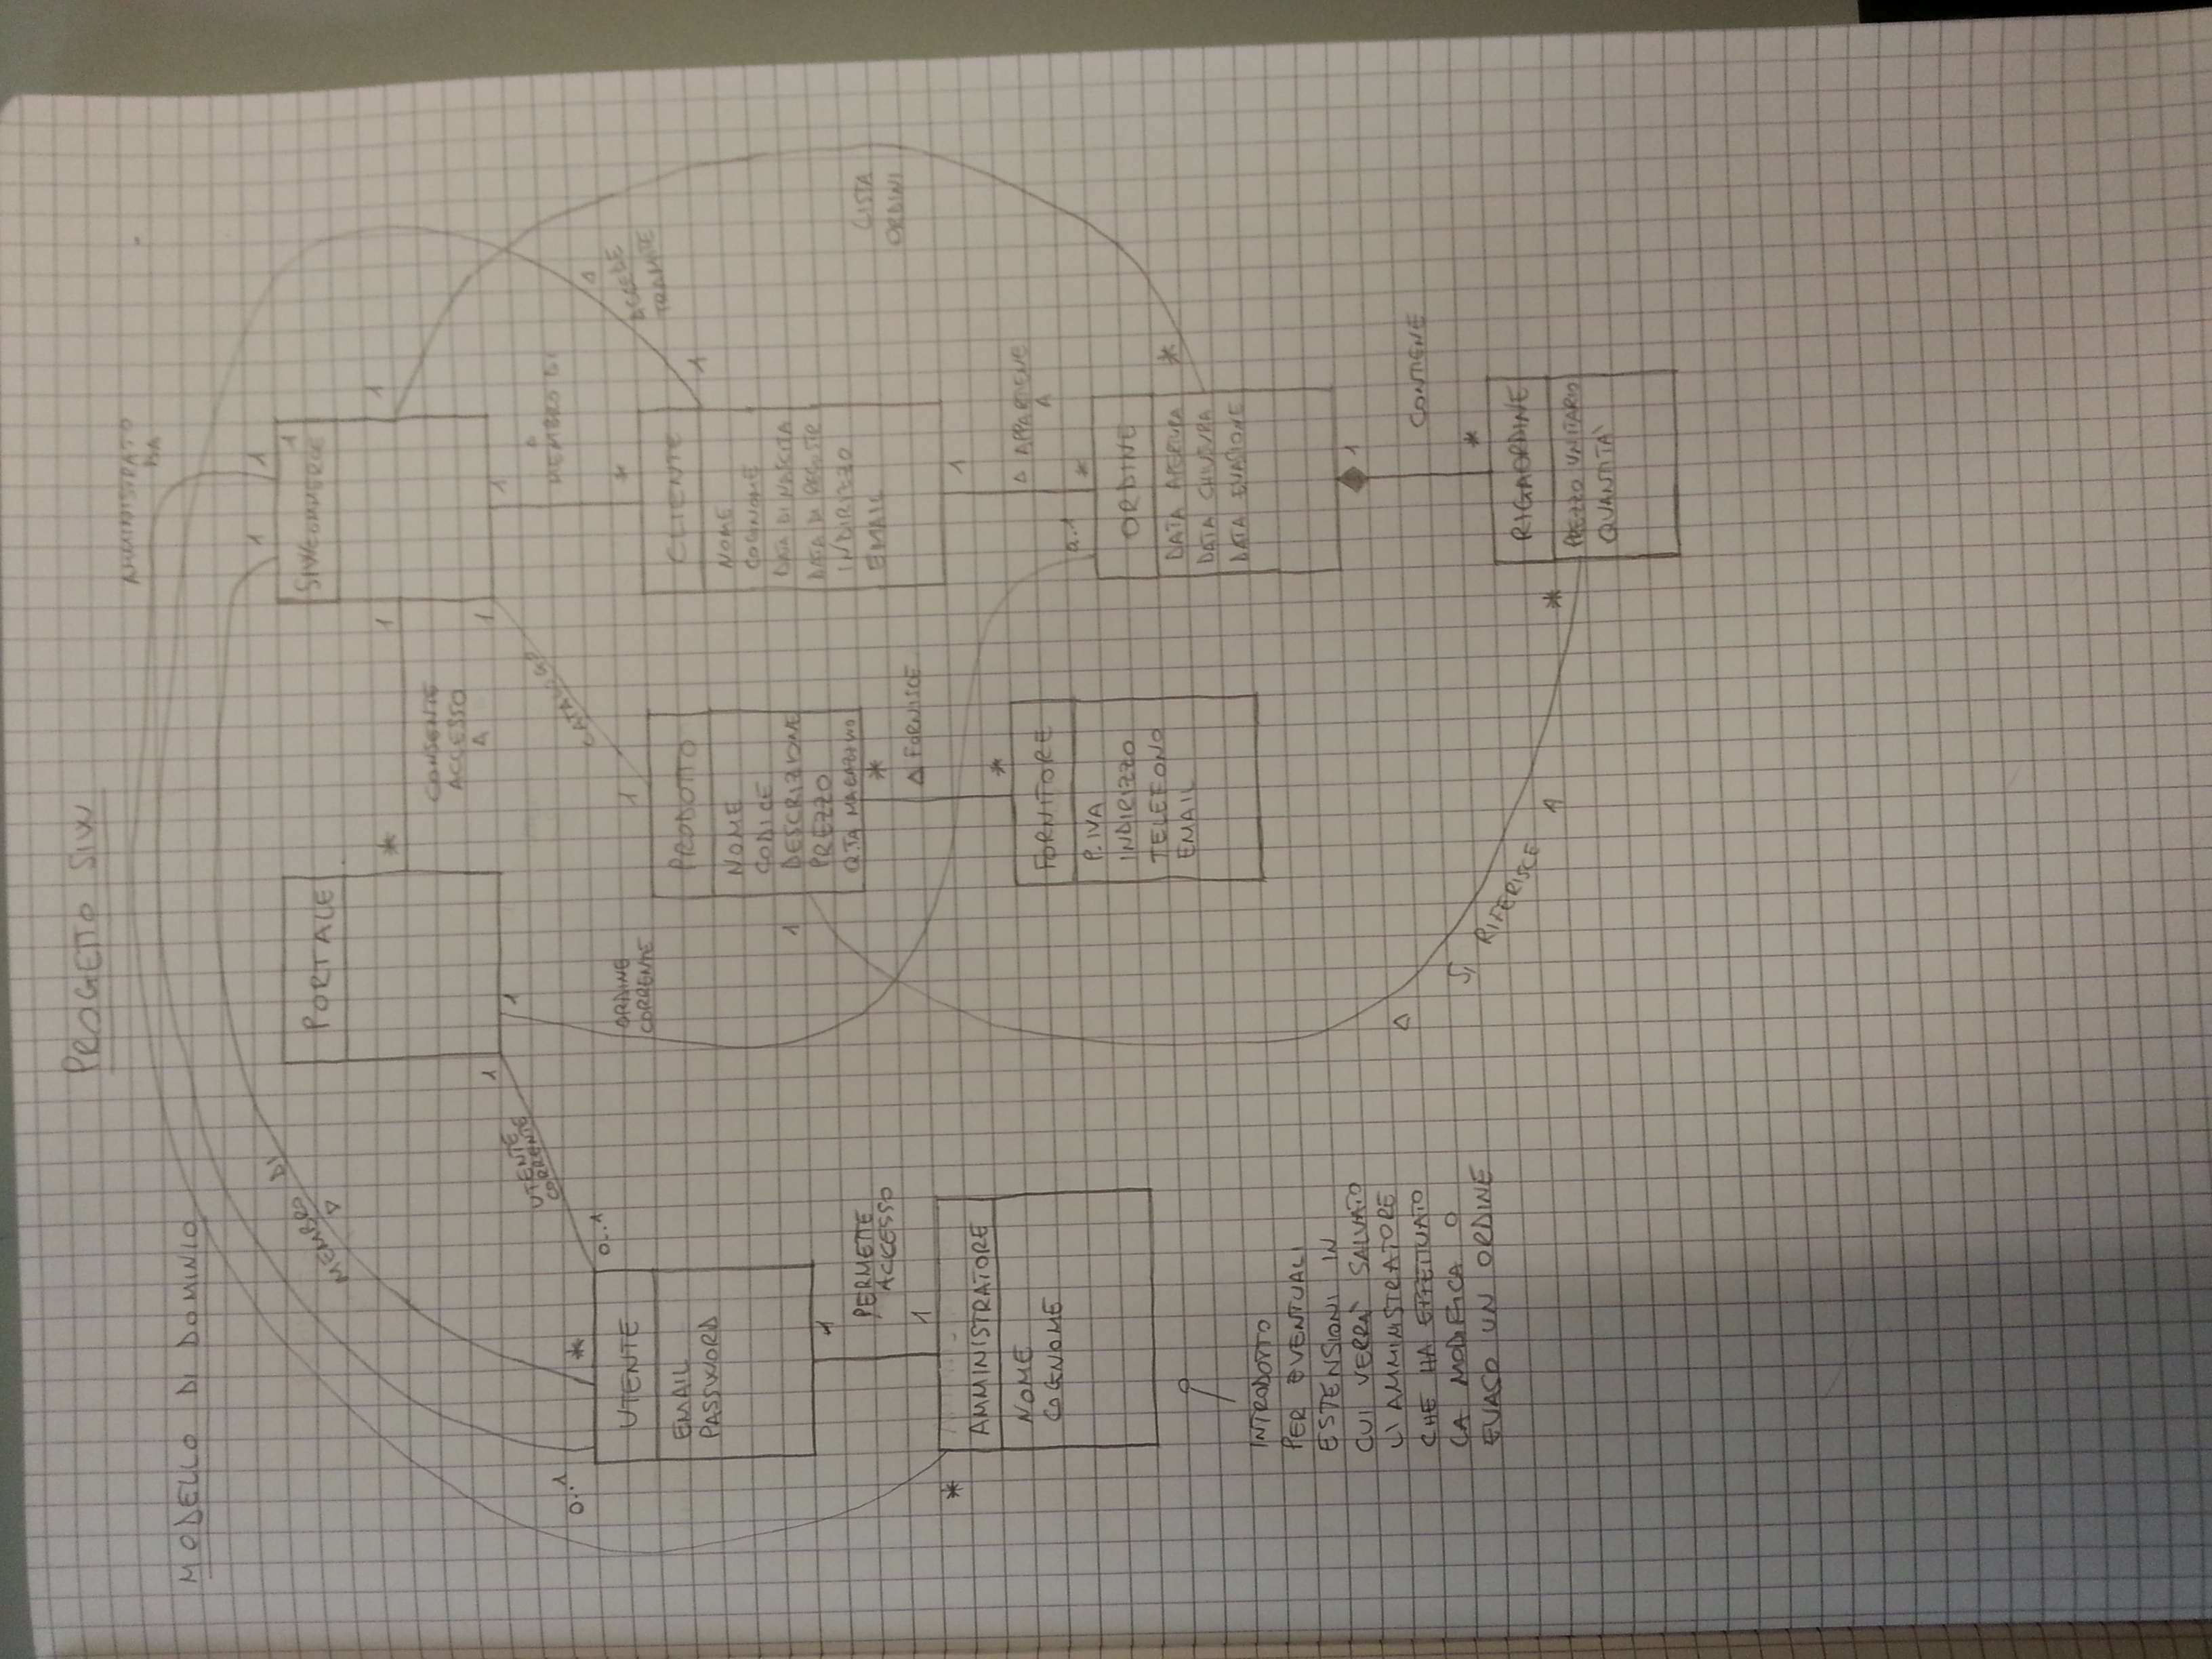 PROGETTO SIW
AMMINISTRATO
DA
MODELLO DI DOMINIO
MEMBRO DI
1
1
1
PORTALE
SIWCOMMERCE
*
1
1
CONSENTE
ACCESSO
A
UTENTE
CORRENTE
1
1
1
1
CATALOGO
MEMBRO DI
0..1
*
0..1
UTENTE
EMAIL
PASSWORD
ORDINE
CORRENTE
1
*
ACCEDE
TRAMITE
1
PRODOTTO
NOME
CODICE
DESCRIZIONE
PREZZO
Q.TA MAGAZZINO
1
CLIENTE
NOME
COGNOME
DATA DI NASCITA
DATA DI REGISTR
INDIRIZZO
EMAIL
LISTA
ORDINI
1
PERMETTE
ACCESSO
1
*
FORNISCE
*
*
AMMINISTRATORE
NOME
COGNOME
1
APPARTIENE
A
0..1
*
FORNITORE
P.IVA
INDIRIZZO
TELEFONO
EMAIL
ORDINE
DATA APERTURA
DATA CHIUSURA
DATA EVASIONE
*
INTRODOTTO
PER EVENTUALI
ESTENSIONI IN
CUI VERRA' SALVATO
L'AMMINISTRATORE
CHE HA EFFETTUATO
LA MODIFICA O
EVASO UN ORDINE
1
CONTIENE
*
SI RIFERISCE
A
*
RIGAORDINE
PREZZO UNITARIO
QUANTITA'